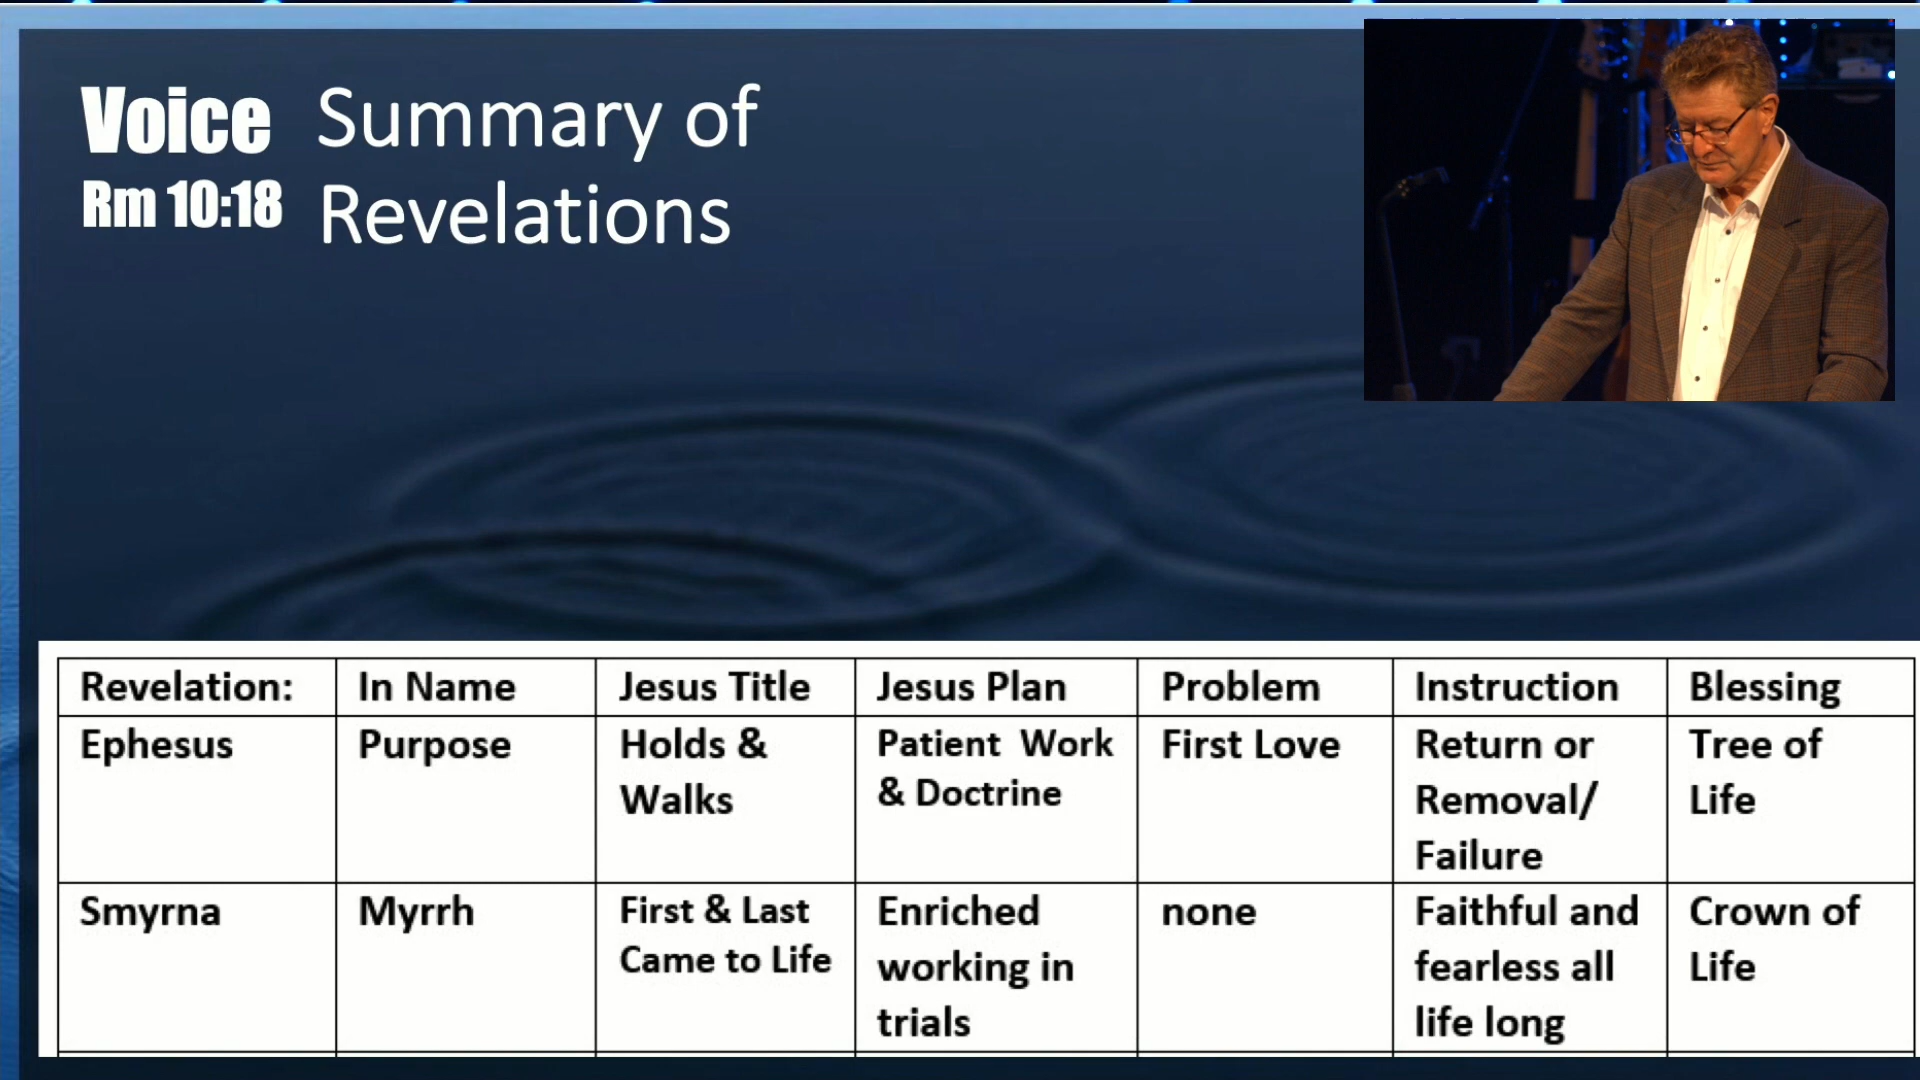 Voice
Rm 10:18
Summary of
Revelations
Revelation: In Name Jesus Title Jesus Plan Problem Instruction Blessing
Ephesus Purpose Holds & Patient Work First Love Return or Tree of
Walks & Doctrine Removal/ Life
Failure
Smyrna Myrrh First & Last Enriched none Faithful and Crown of
Came to Life working in fearless all Life
trials life long